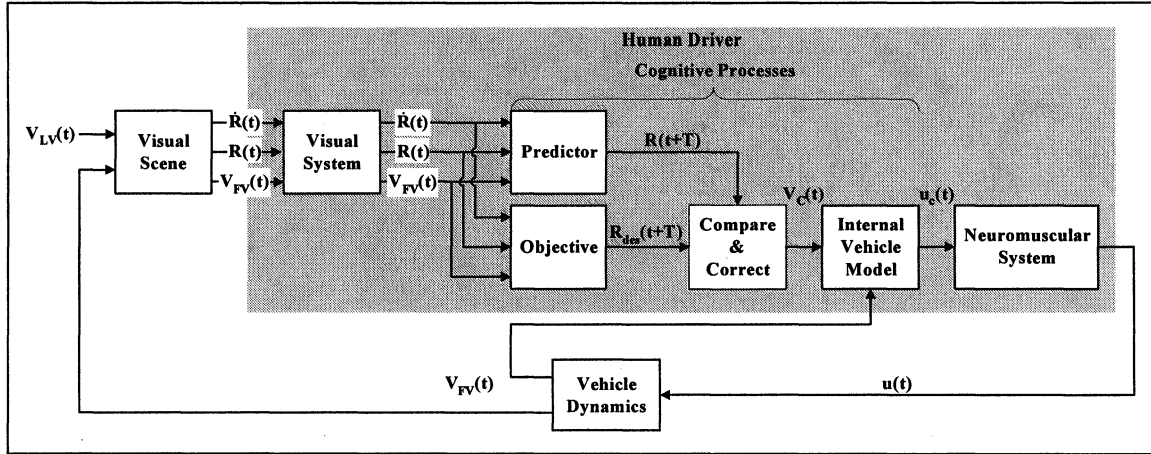 Human Driver
Cognitive Processes
V_LV(t)
Visual
Scene
Ṙ(t)
R(t)
V_FV(t)
Visual
System
Ṙ(t)
R(t)
V_FV(t)
Predictor
R(t+T)
Objective
R_des(t+T)
Compare
&
Correct
V_C(t)
Internal
Vehicle
Model
u_c(t)
Neuromuscular
System
V_FV(t)
Vehicle
Dynamics
u(t)